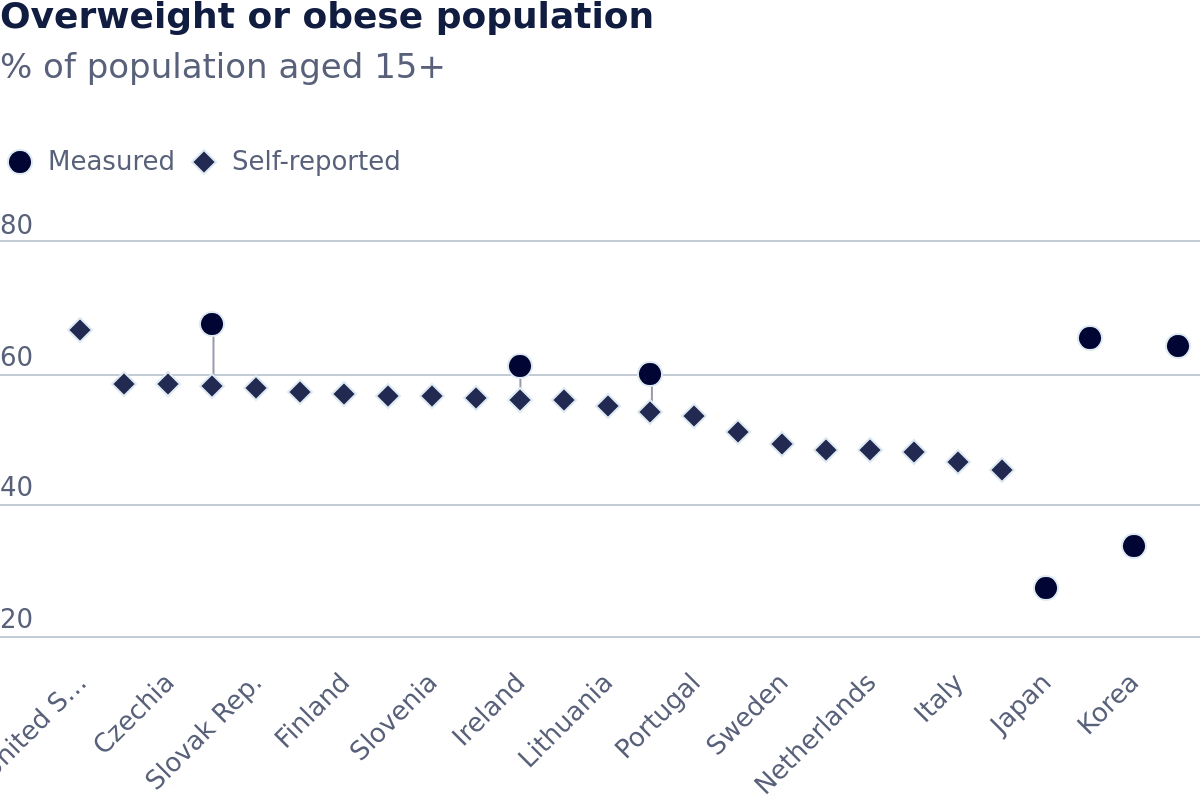 Overweight or obese population
% of population aged 15+
Measured Self-reported
80
60
40
20
nited S...
Czechia
Slovak Rep.
Finland
Slovenia
Ireland
Lithuania
Portugal
Sweden
Netherlands
Italy
Japan
Korea